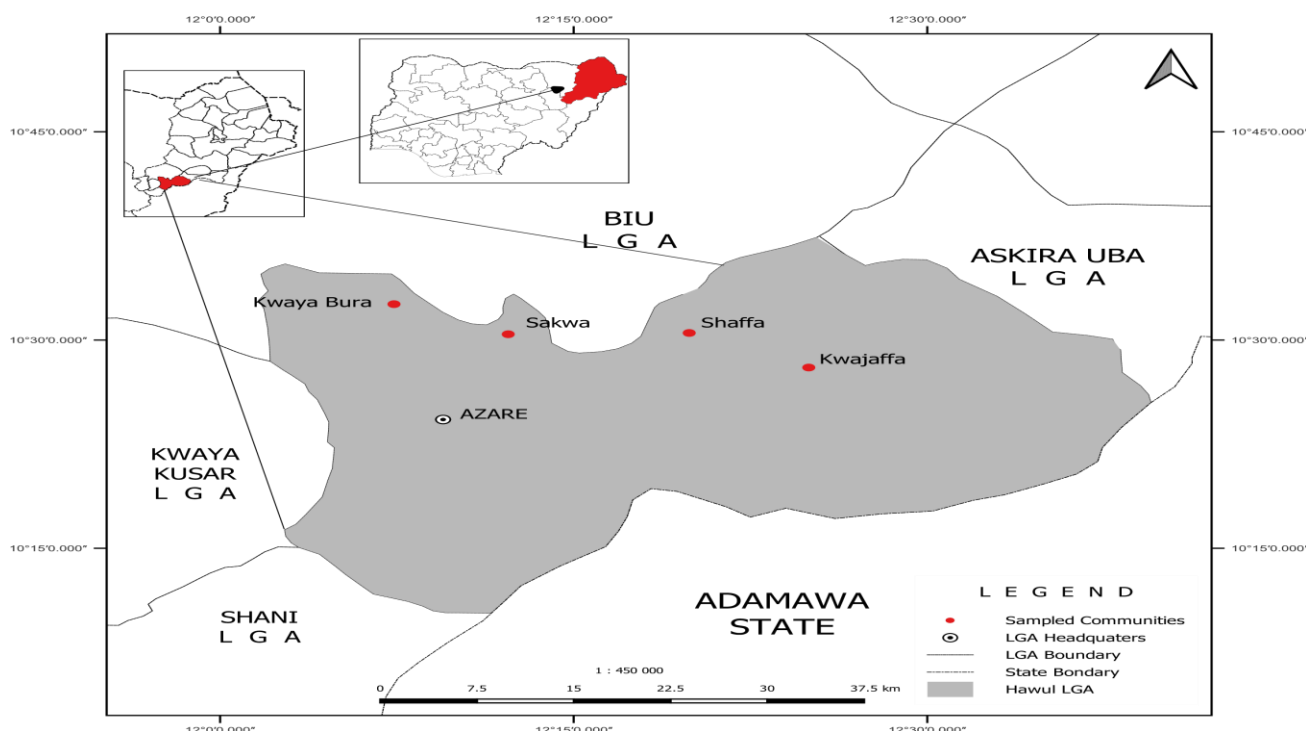 12°0′0.000″
12°15′0.000″
12°30′0.000″
10°45′0.000″
10°45′0.000″
BIU
L G A
ASKIRA UBA
L G A
Kwaya Bura
Sakwa
Shaffa
10°30′0.000″
10°30′0.000″
Kwajaffa
AZARE
KWAYA
KUSAR
L G A
10°15′0.000″
10°15′0.000″
SHANI
L G A
ADAMAWA
STATE
L E G E N D
Sampled Communities
LGA Headquaters
LGA Boundary
State Bondary
Hawul LGA
1 : 450 000
0
7.5
15
22.5
30
37.5 km
12°0′0.000″
12°15′0.000″
12°30′0.000″